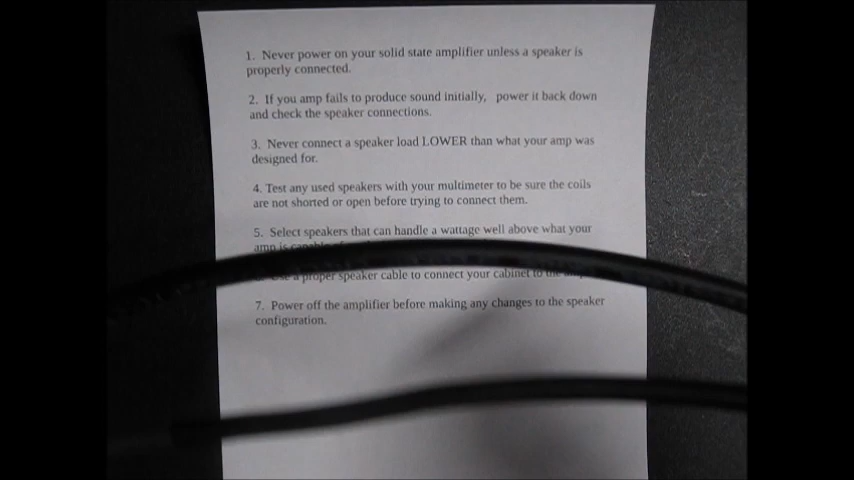 1. Never power on your solid state amplifier unless a speaker is
properly connected.
2. If you amp fails to produce sound initially, power it back down
and check the speaker connections.
3. Never connect a speaker load LOWER than what your amp was
designed for.
4. Test any used speakers with your multimeter to be sure the coils
are not shorted or open before trying to connect them.
5. Select speakers that can handle a wattage well above what your
amp is capable of
a proper speaker cable to connect your cabinet to the
7. Power off the amplifier before making any changes to the speaker
configuration.